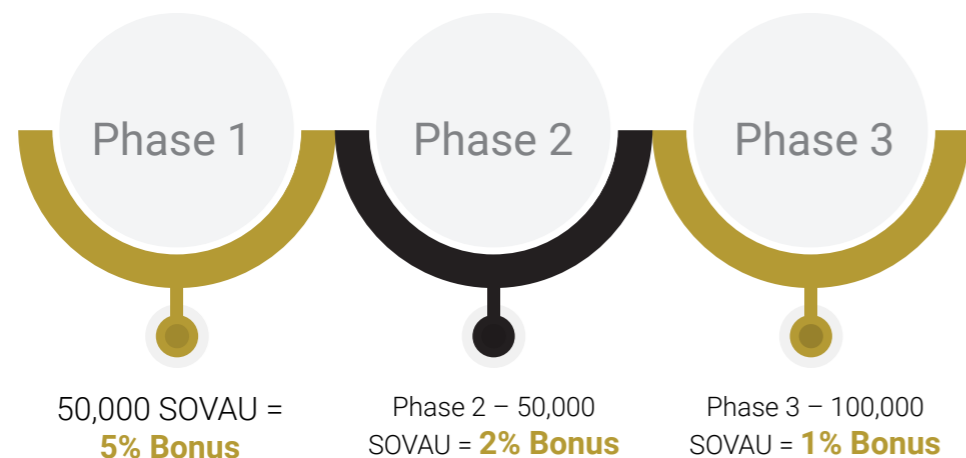 Phase 1
Phase 2
Phase 3
50,000 SOVAU =
5% Bonus
Phase 2 – 50,000
SOVAU = 2% Bonus
Phase 3 – 100,000
SOVAU = 1% Bonus